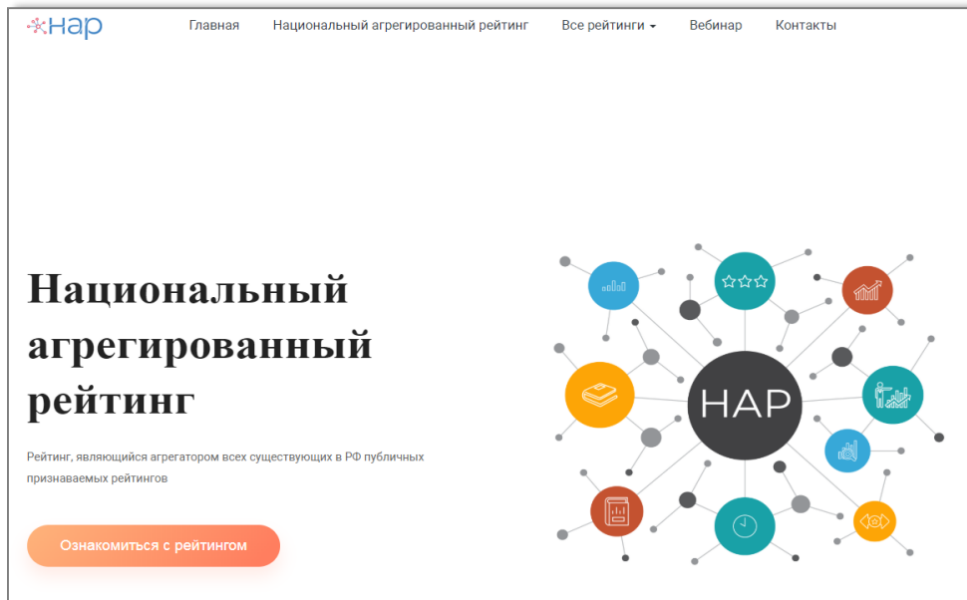 нар
Главная Национальный агрегированный рейтинг Все рейтинги Вебинар Контакты
Национальный
агрегированный
рейтинг
Рейтинг, являющийся агрегатором всех существующих в РФ публичных
признаваемых рейтингов
Ознакомиться с рейтингом
НАР